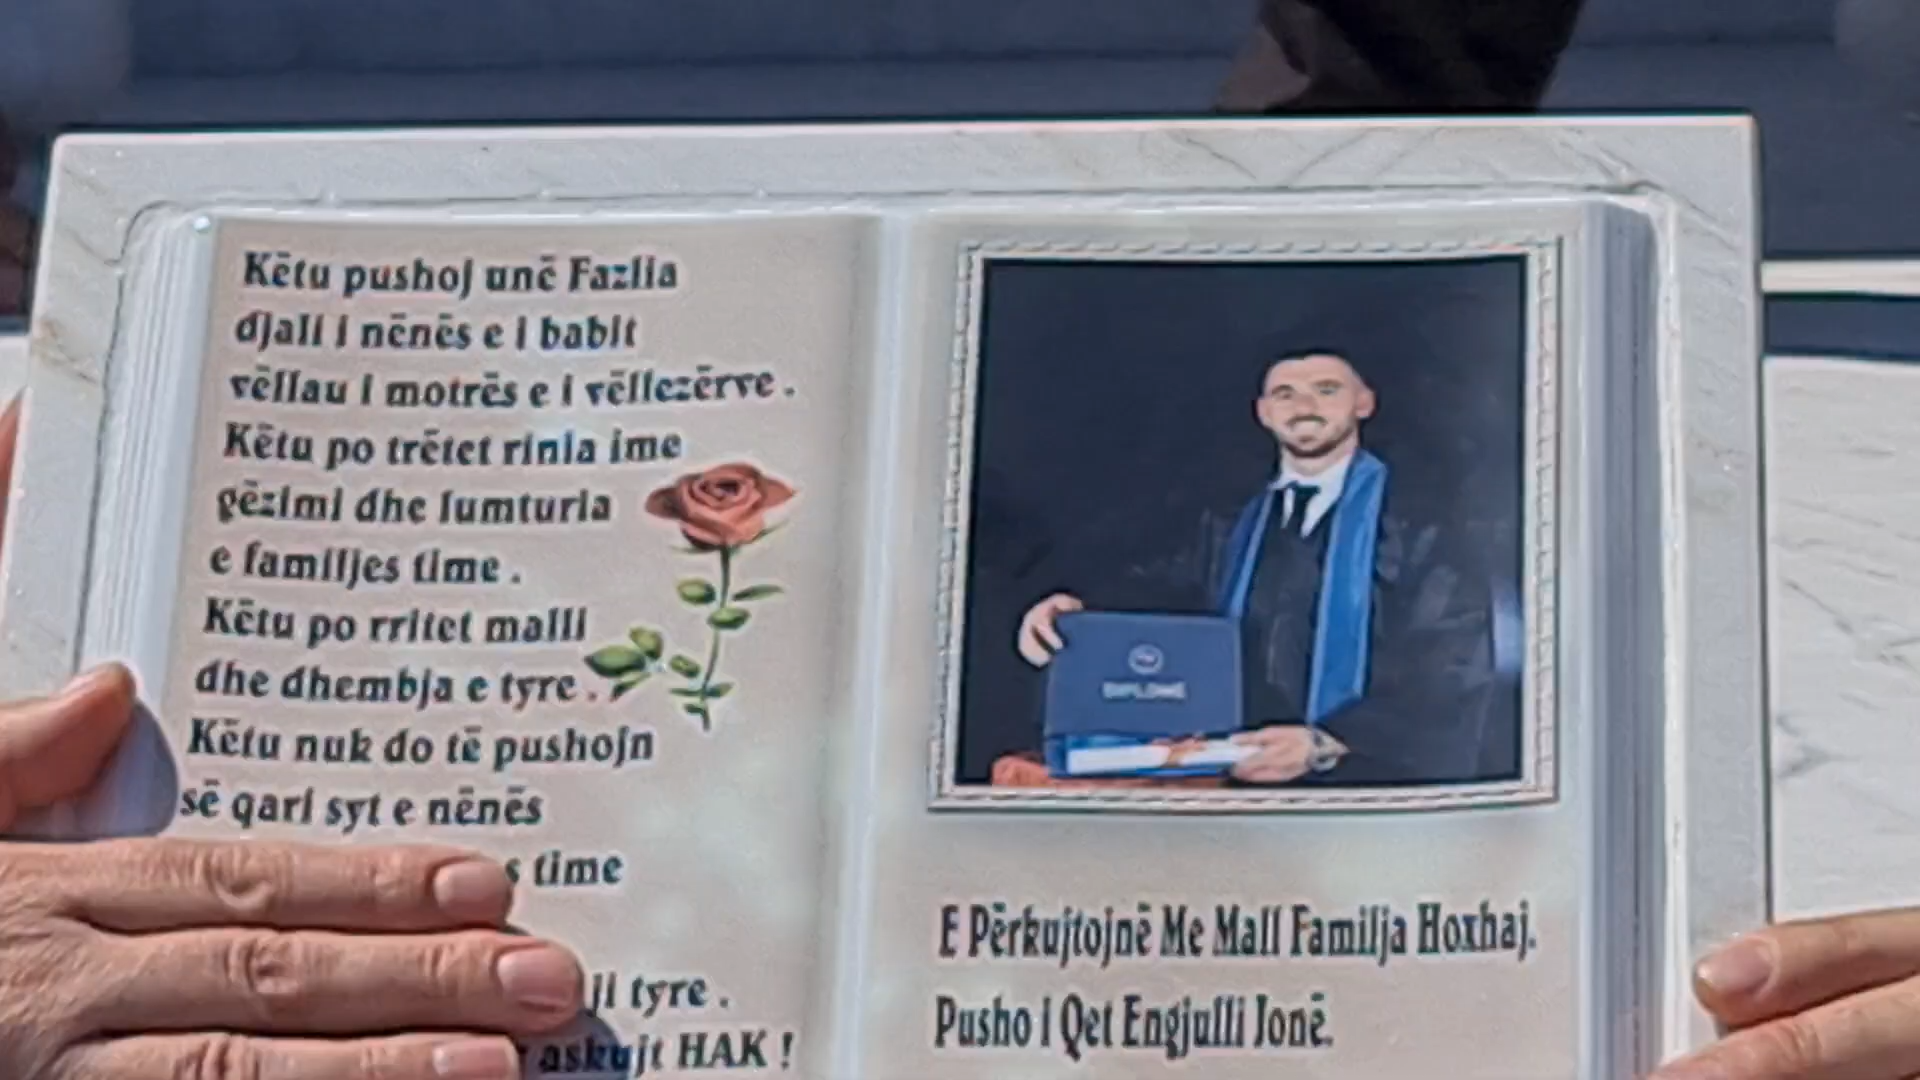 Këtu pushoj unë Fazlia
djali i nënës e i babit
vëllau i motrës e i vëllezërve .
Këtu po trëtet rinia ime
gëzimi dhe lumturia
e familjes time .
Këtu po rritet malli
dhe dhembja e tyre .
Këtu nuk do të pushojn
së qari syt e nënës
time
tyre .
askujt HAK !
DIPLOMË
E Përkujtojnë Me Mall Familja Hoxhaj.
Pusho i Qet Engjulli Jonë.